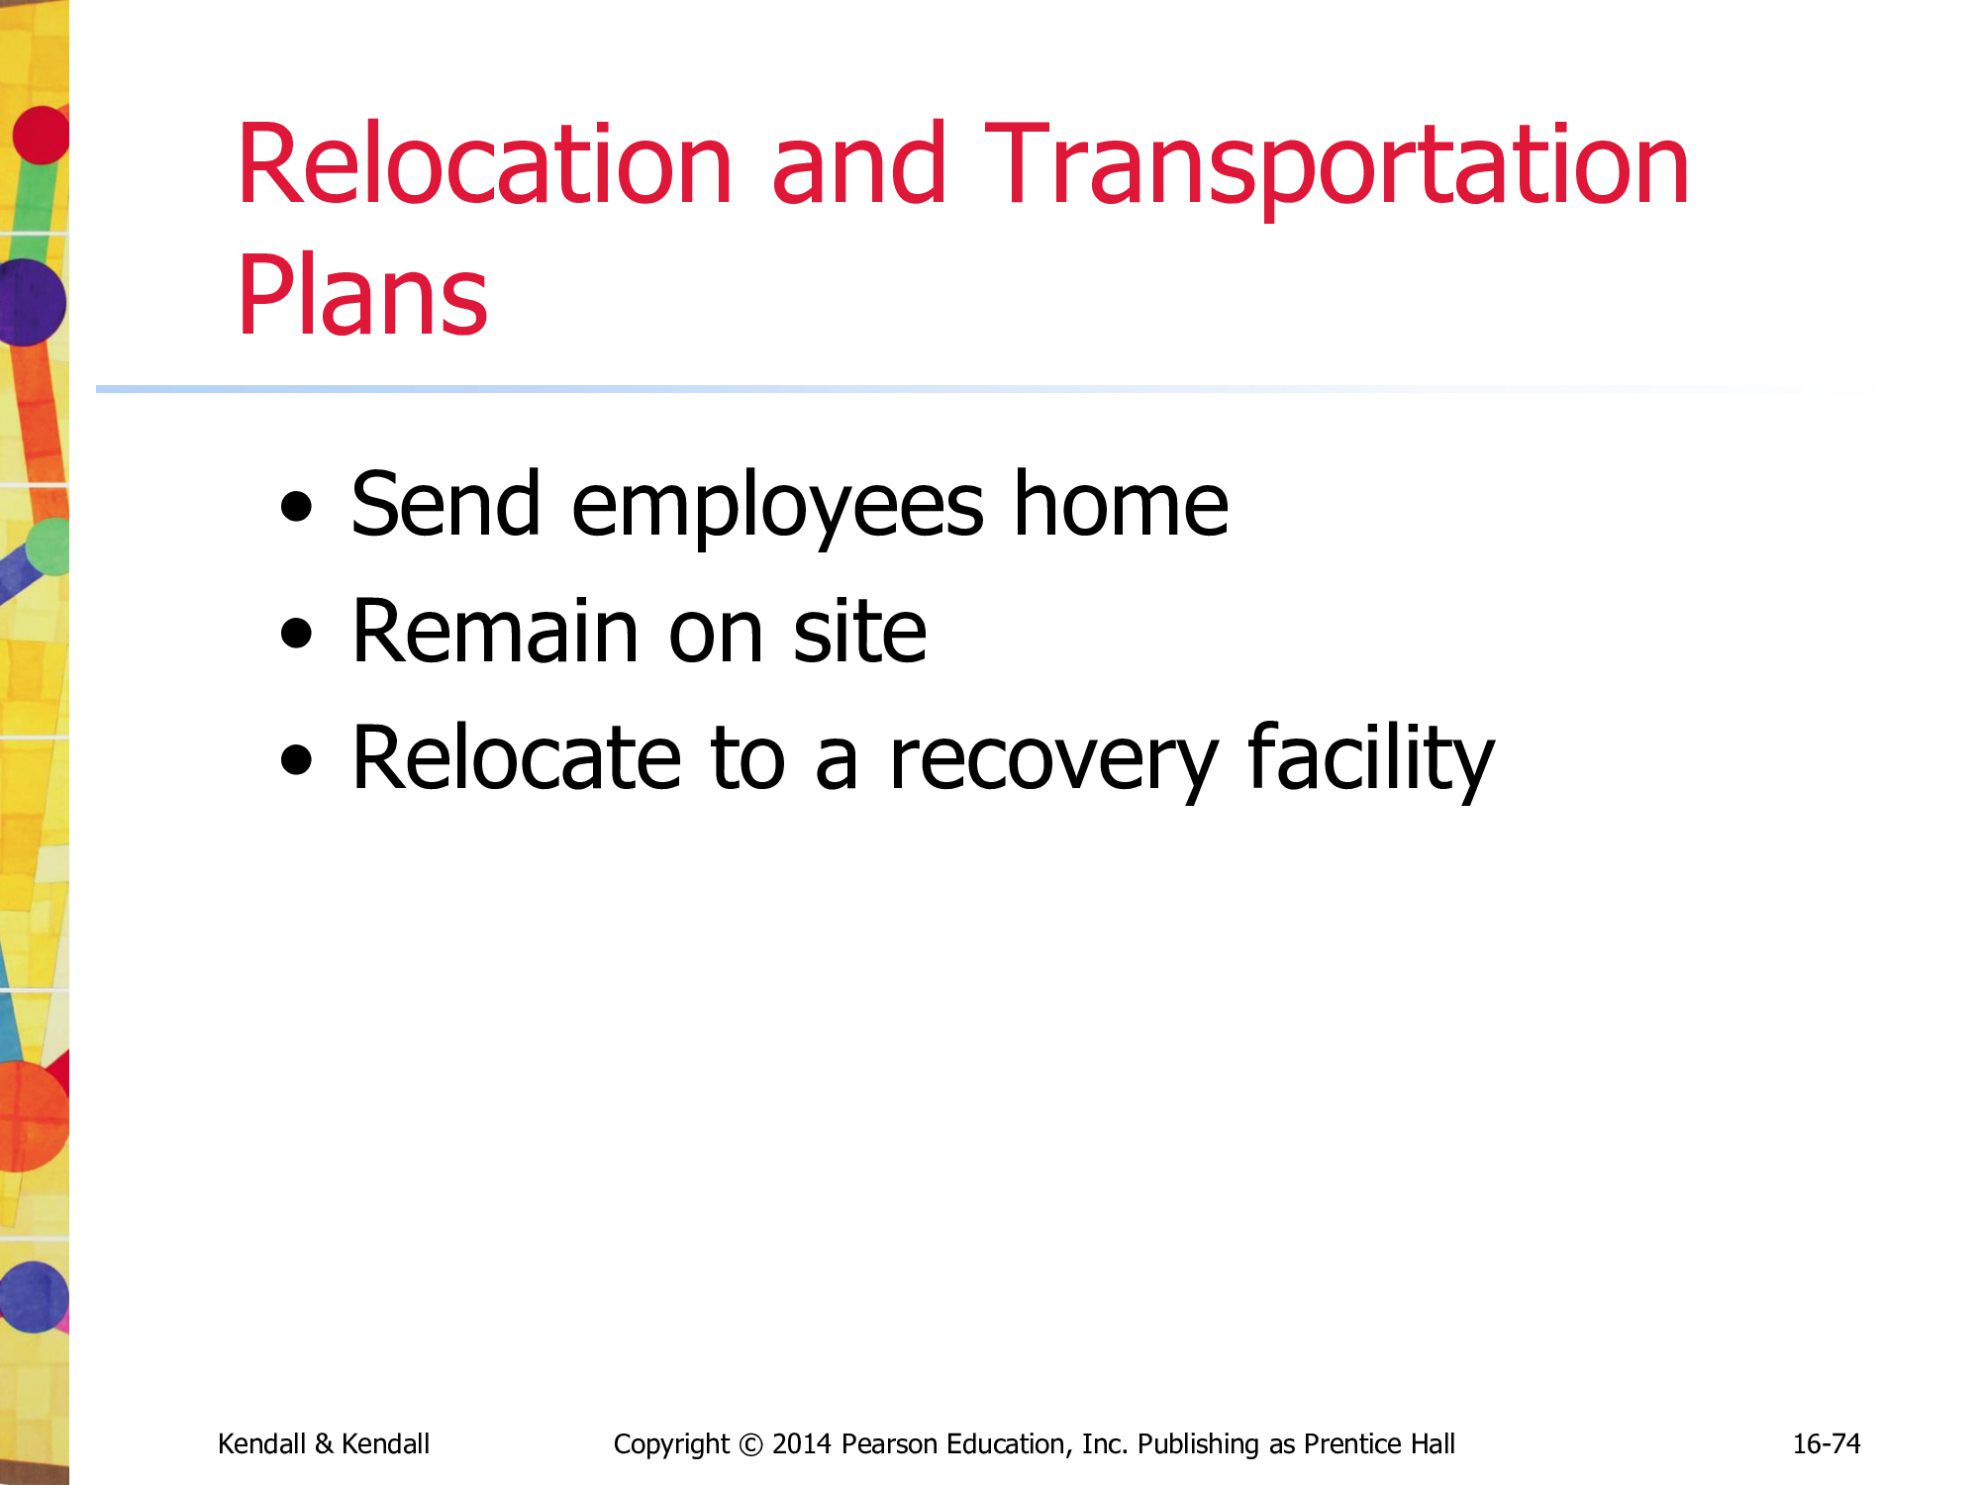 Relocation and Transportation
Plans
• Send employees home
• Remain on site
• Relocate to a recovery facility
Kendall & Kendall Copyright © 2014 Pearson Education, Inc. Publishing as Prentice Hall 16-74